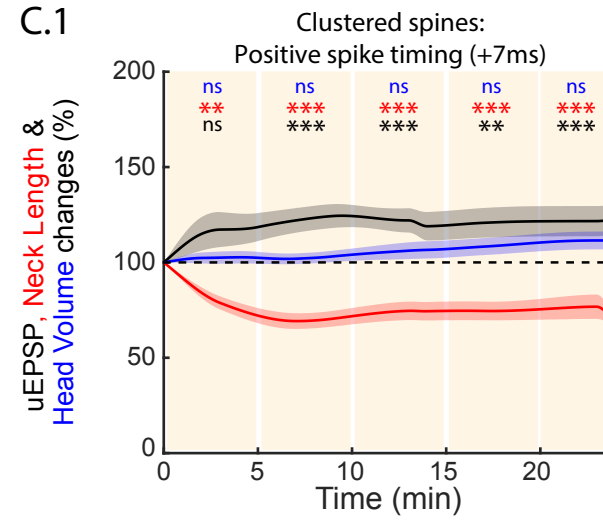 C.1
Clustered spines:
Positive spike timing (+7ms)
uEPSP, Neck Length &
Head Volume changes (%)
200
150
100
50
0
ns ns ns ns ns
** *** *** *** ***
ns *** *** ** ***
0 5 10 15 20
Time (min)